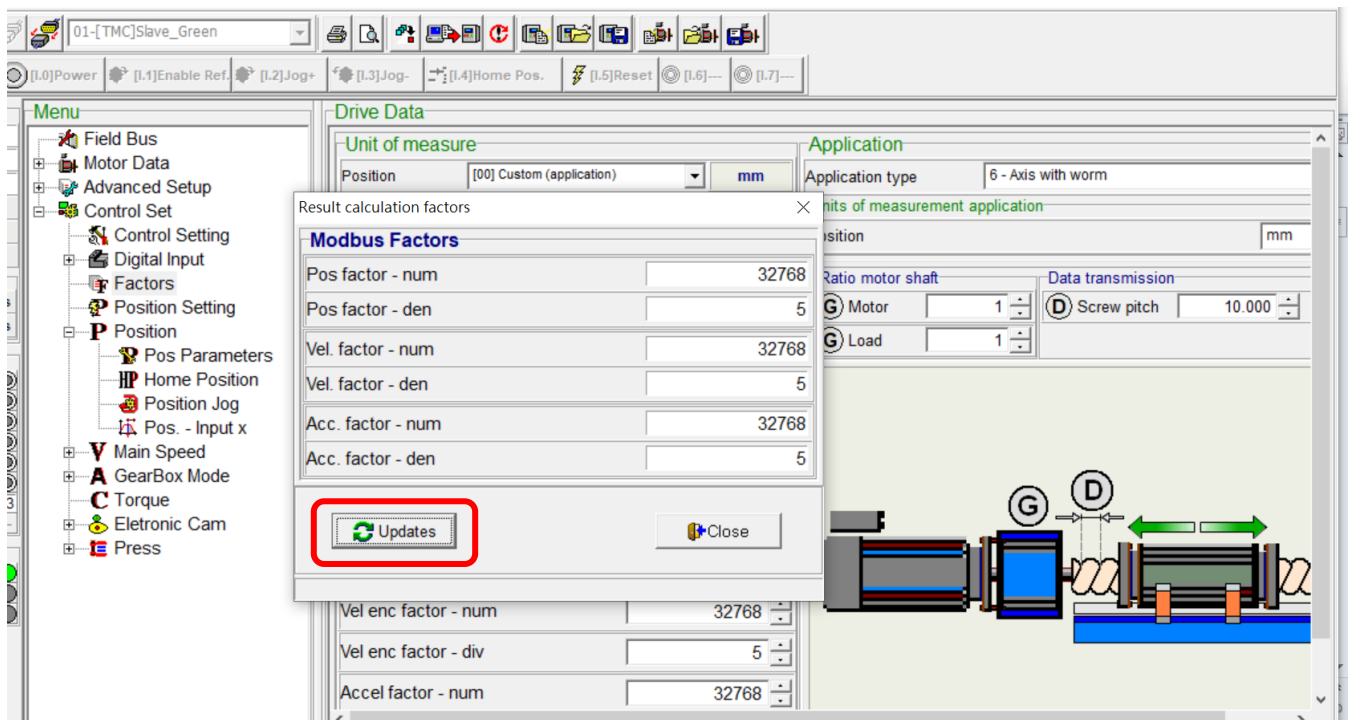 01-[TMC]Slave_Green
[I.0]Power [I.1]Enable Ref. [I.2]Jog+ [I.3]Jog- [I.4]Home Pos. [I.5]Reset [I.6]--- [I.7]---
Menu
Field Bus
Motor Data
Advanced Setup
Control Set
Control Setting
Digital Input
Factors
Position Setting
P Position
Pos Parameters
HP Home Position
Position Jog
Pos. - Input x
V Main Speed
A GearBox Mode
C Torque
Eletronic Cam
Press
Drive Data
Unit of measure
Position [00] Custom (application) mm
Application
Application type 6 - Axis with worm
nits of measurement application
sition mm
Ratio motor shaft
G Motor 1
G Load 1
Data transmission
D Screw pitch 10.000
Result calculation factors
Modbus Factors
Pos factor - num 32768
Pos factor - den 5
Vel. factor - num 32768
Vel. factor - den 5
Acc. factor - num 32768
Acc. factor - den 5
Updates Close
Vel enc factor - num 32768
Vel enc factor - div 5
Accel factor - num 32768
G D